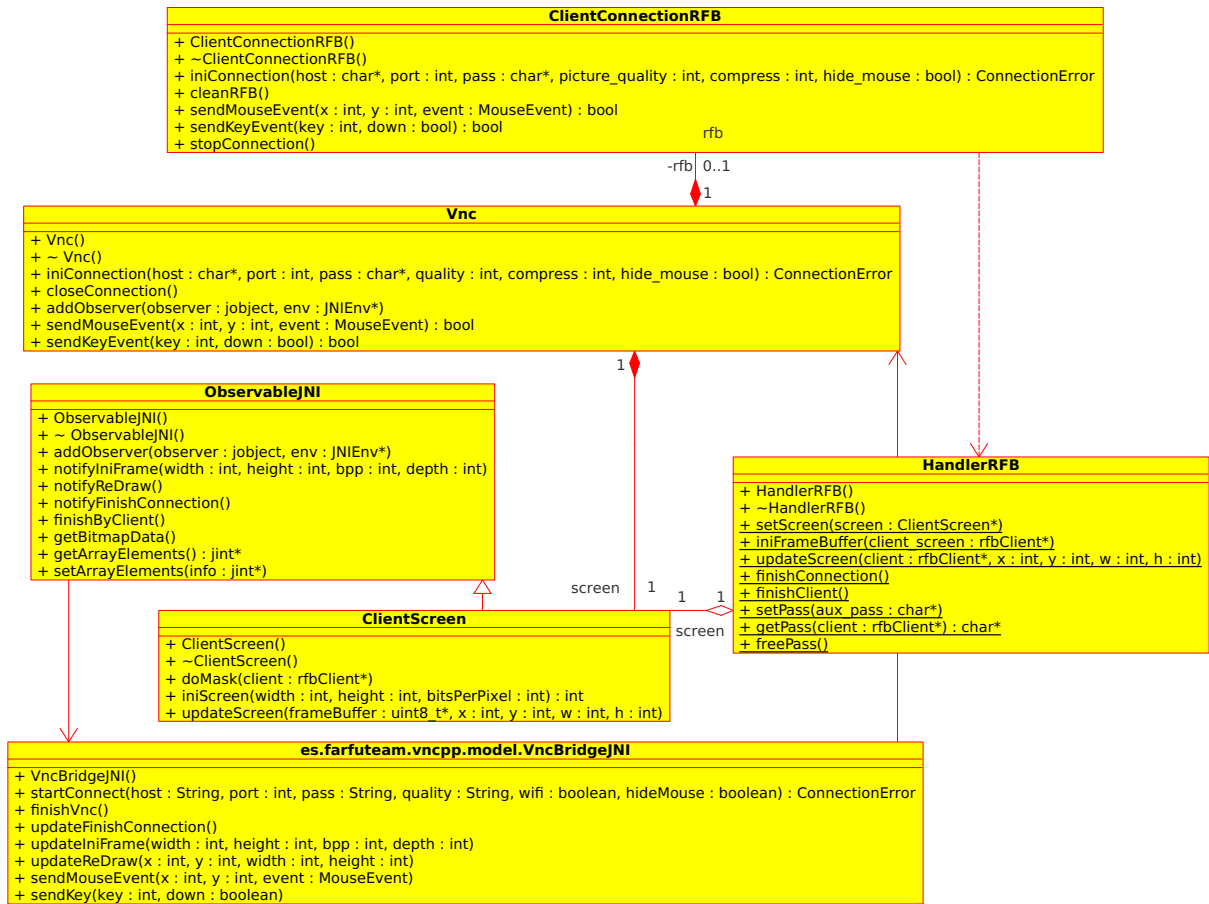 ClientConnectionRFB
+ ClientConnectionRFB()
+ ~ClientConnectionRFB()
+ iniConnection(host : char*, port : int, pass : char*, picture_quality : int, compress : int, hide_mouse : bool) : ConnectionError
+ cleanRFB()
+ sendMouseEvent(x : int, y : int, event : MouseEvent) : bool
+ sendKeyEvent(key : int, down : bool) : bool
+ stopConnection()
rfb
-rfb 0..1
1
Vnc
+ Vnc()
+ ~ Vnc()
+ iniConnection(host : char*, port : int, pass : char*, quality : int, compress : int, hide_mouse : bool) : ConnectionError
+ closeConnection()
+ addObserver(observer : jobject, env : JNIEnv*)
+ sendMouseEvent(x : int, y : int, event : MouseEvent) : bool
+ sendKeyEvent(key : int, down : bool) : bool
1
ObservableJNI
+ ObservableJNI()
+ ~ ObservableJNI()
+ addObserver(observer : jobject, env : JNIEnv*)
+ notifyIniFrame(width : int, height : int, bpp : int, depth : int)
+ notifyReDraw()
+ notifyFinishConnection()
+ finishByClient()
+ getBitmapData()
+ getArrayElements() : jint*
+ setArrayElements(info : jint*)
HandlerRFB
+ HandlerRFB()
+ ~HandlerRFB()
+ setScreen(screen : ClientScreen*)
+ iniFrameBuffer(client_screen : rfbClient*)
+ updateScreen(client : rfbClient*, x : int, y : int, w : int, h : int)
+ finishConnection()
+ finishClient()
+ setPass(aux_pass : char*)
+ getPass(client : rfbClient*) : char*
+ freePass()
screen 1
1 1
screen
ClientScreen
+ ClientScreen()
+ ~ClientScreen()
+ doMask(client : rfbClient*)
+ iniScreen(width : int, height : int, bitsPerPixel : int) : int
+ updateScreen(frameBuffer : uint8_t*, x : int, y : int, w : int, h : int)
es.farfuteam.vncpp.model.VncBridgeJNI
+ VncBridgeJNI()
+ startConnect(host : String, port : int, pass : String, quality : String, wifi : boolean, hideMouse : boolean) : ConnectionError
+ finishVnc()
+ updateFinishConnection()
+ updateIniFrame(width : int, height : int, bpp : int, depth : int)
+ updateReDraw(x : int, y : int, width : int, height : int)
+ sendMouseEvent(x : int, y : int, event : MouseEvent)
+ sendKey(key : int, down : boolean)